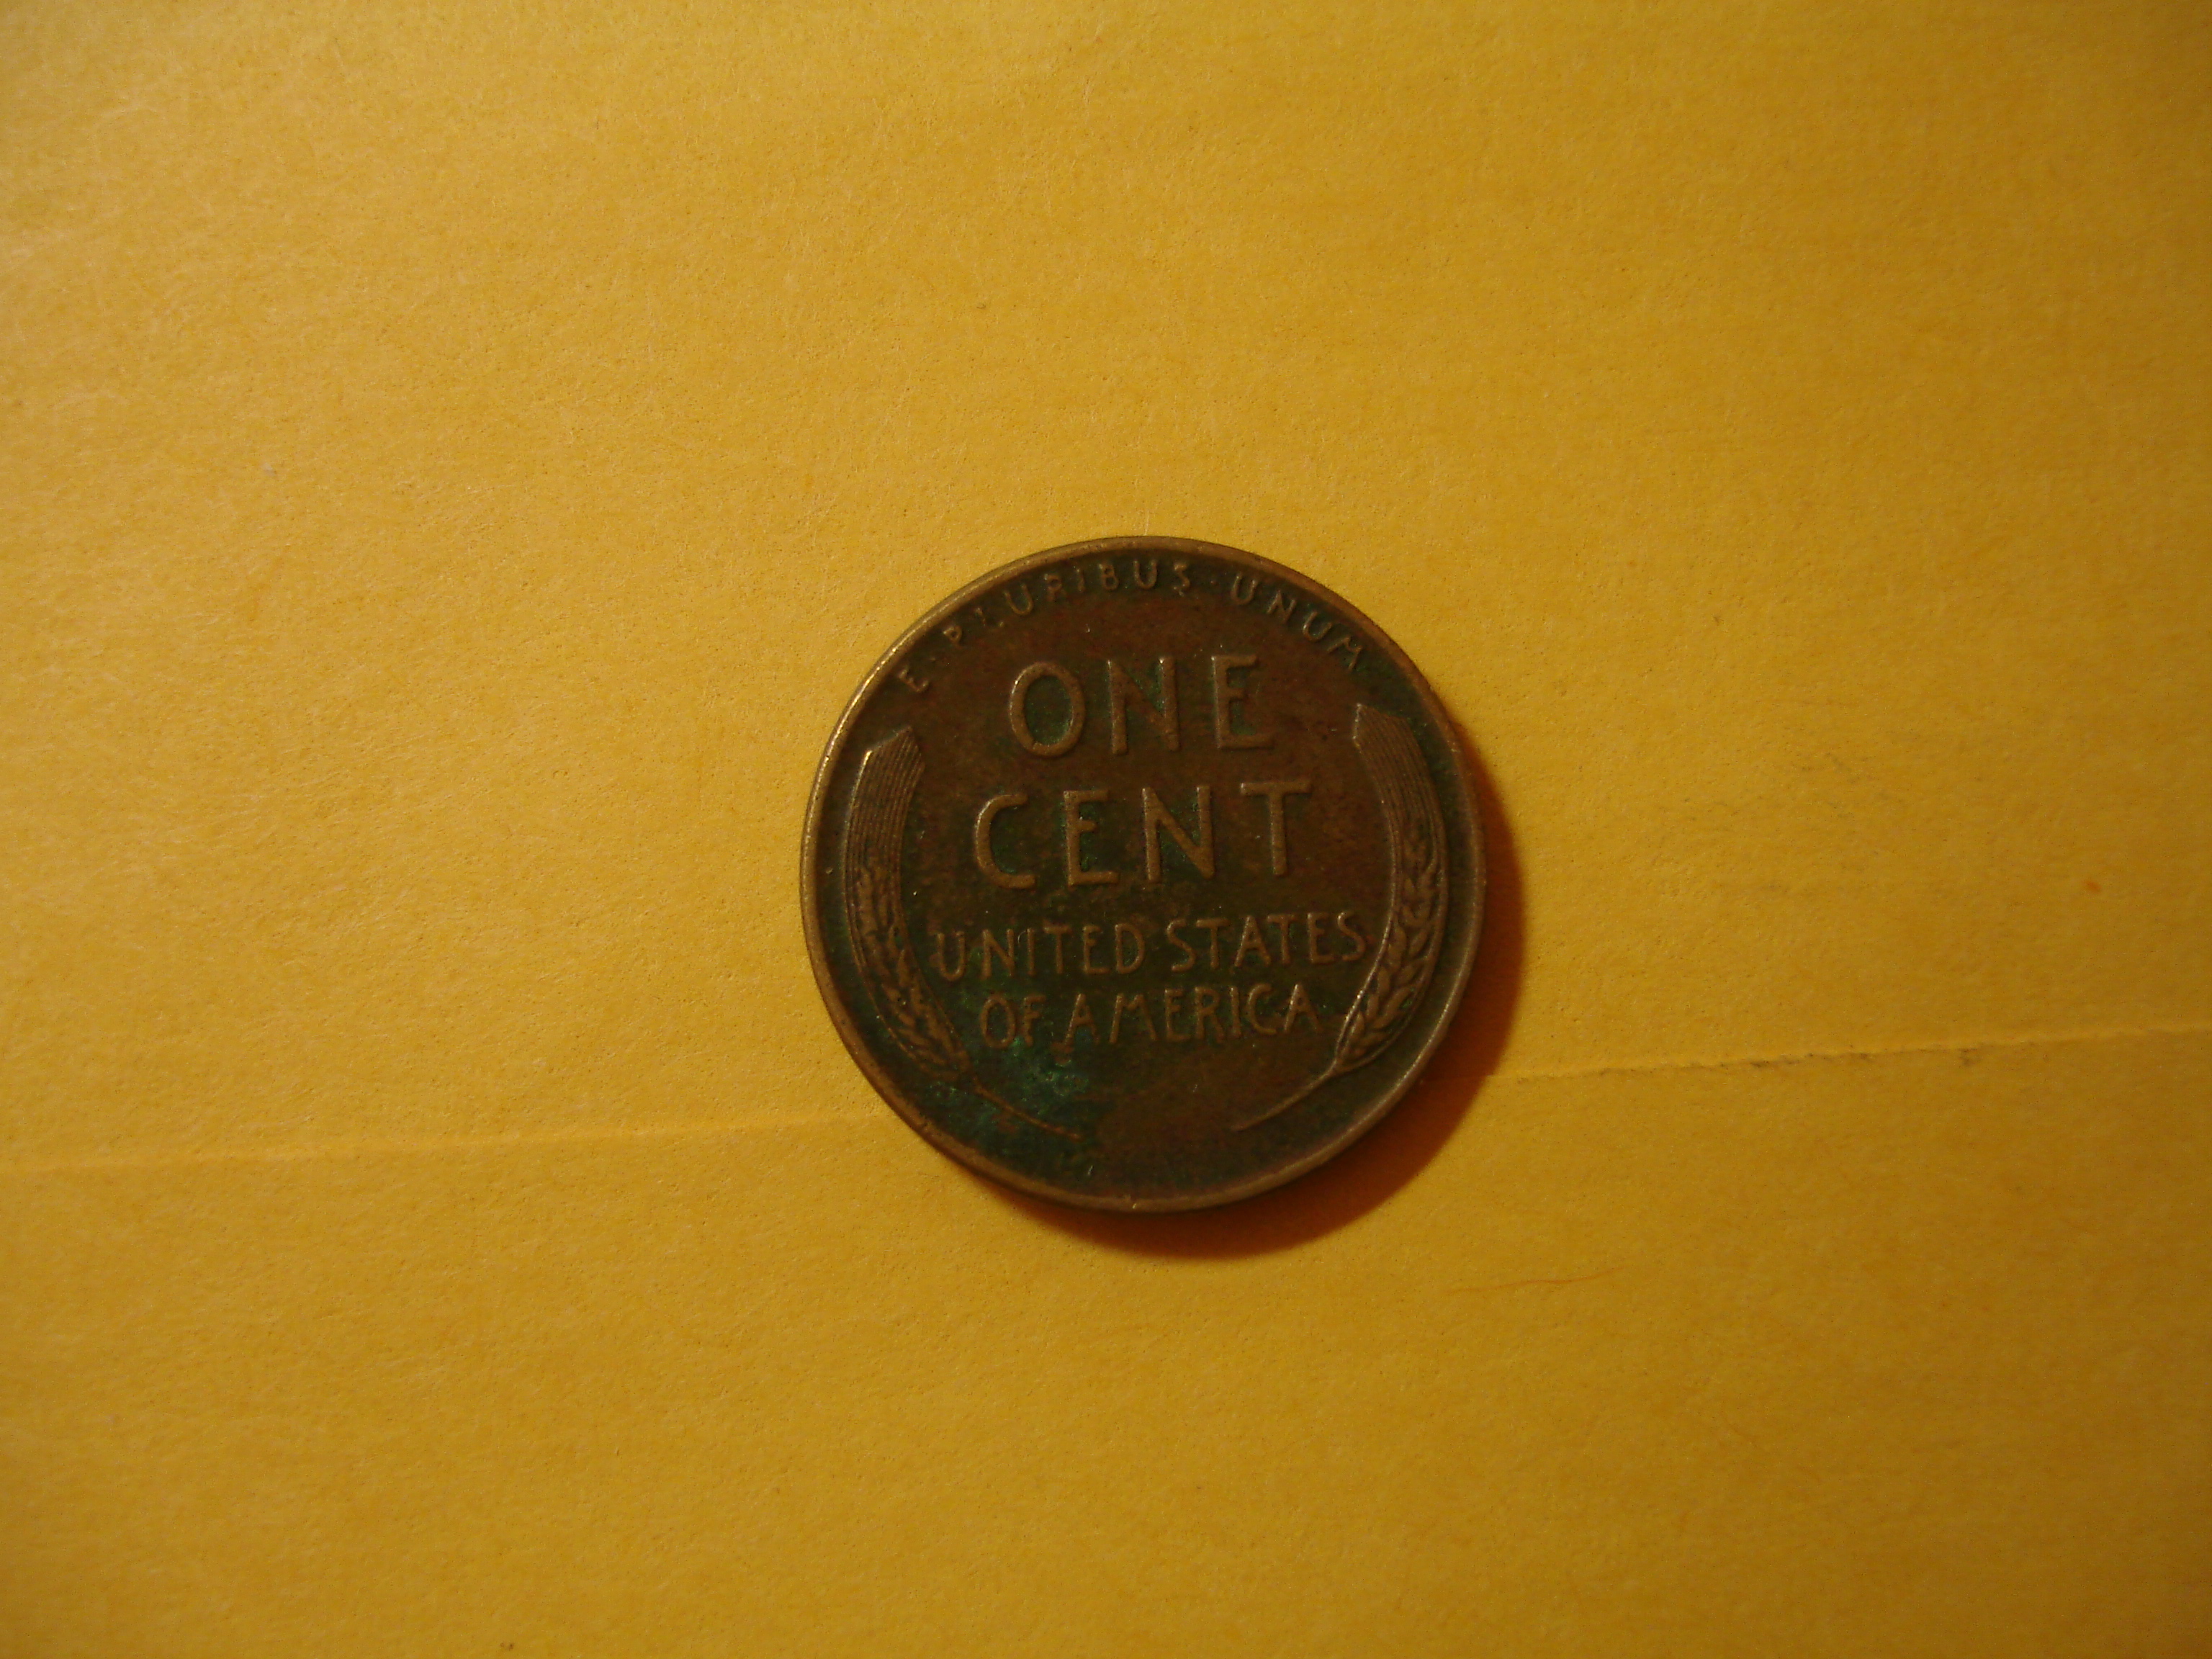 E·PLURIBUS·UNUM
ONE
CENT
UNITED STATES
OF AMERICA